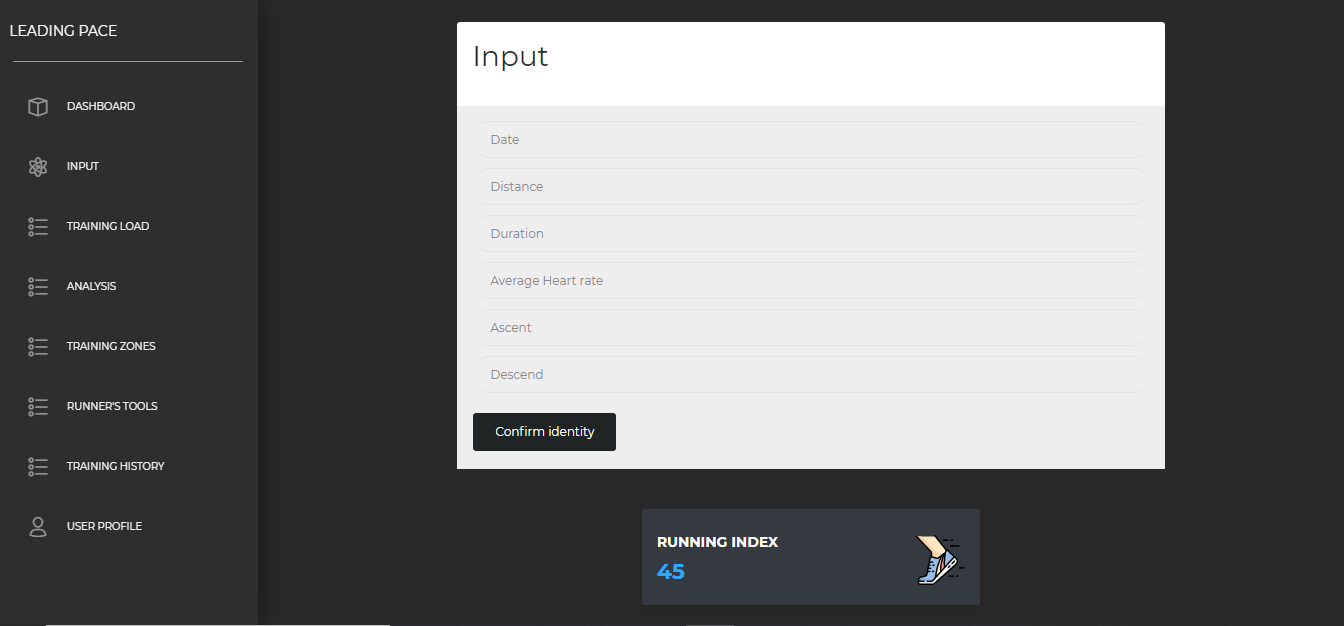 LEADING PACE
DASHBOARD
INPUT
TRAINING LOAD
ANALYSIS
TRAINING ZONES
RUNNER'S TOOLS
TRAINING HISTORY
USER PROFILE
Input
Date
Distance
Duration
Average Heart rate
Ascent
Descend
Confirm identity
RUNNING INDEX
45